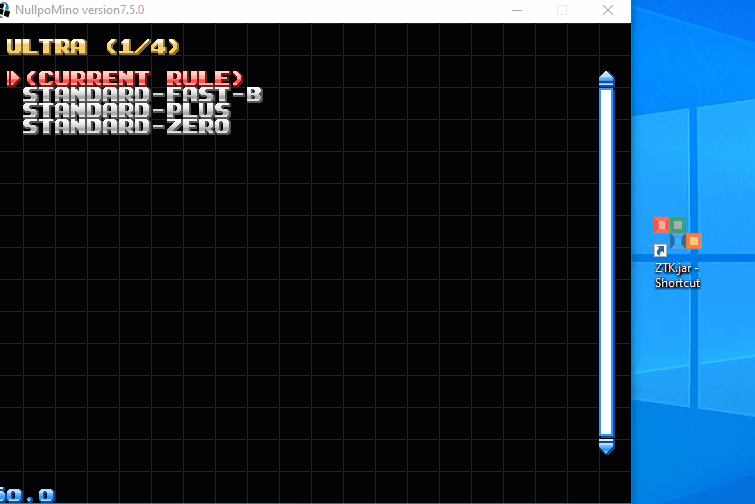 NullpoMino version7.5.0
ULTRA (1/4)
(CURRENT RULE)
STANDARD-FAST-B
STANDARD-PLUS
STANDARD-ZERO
ZTK.jar -
Shortcut
60.0